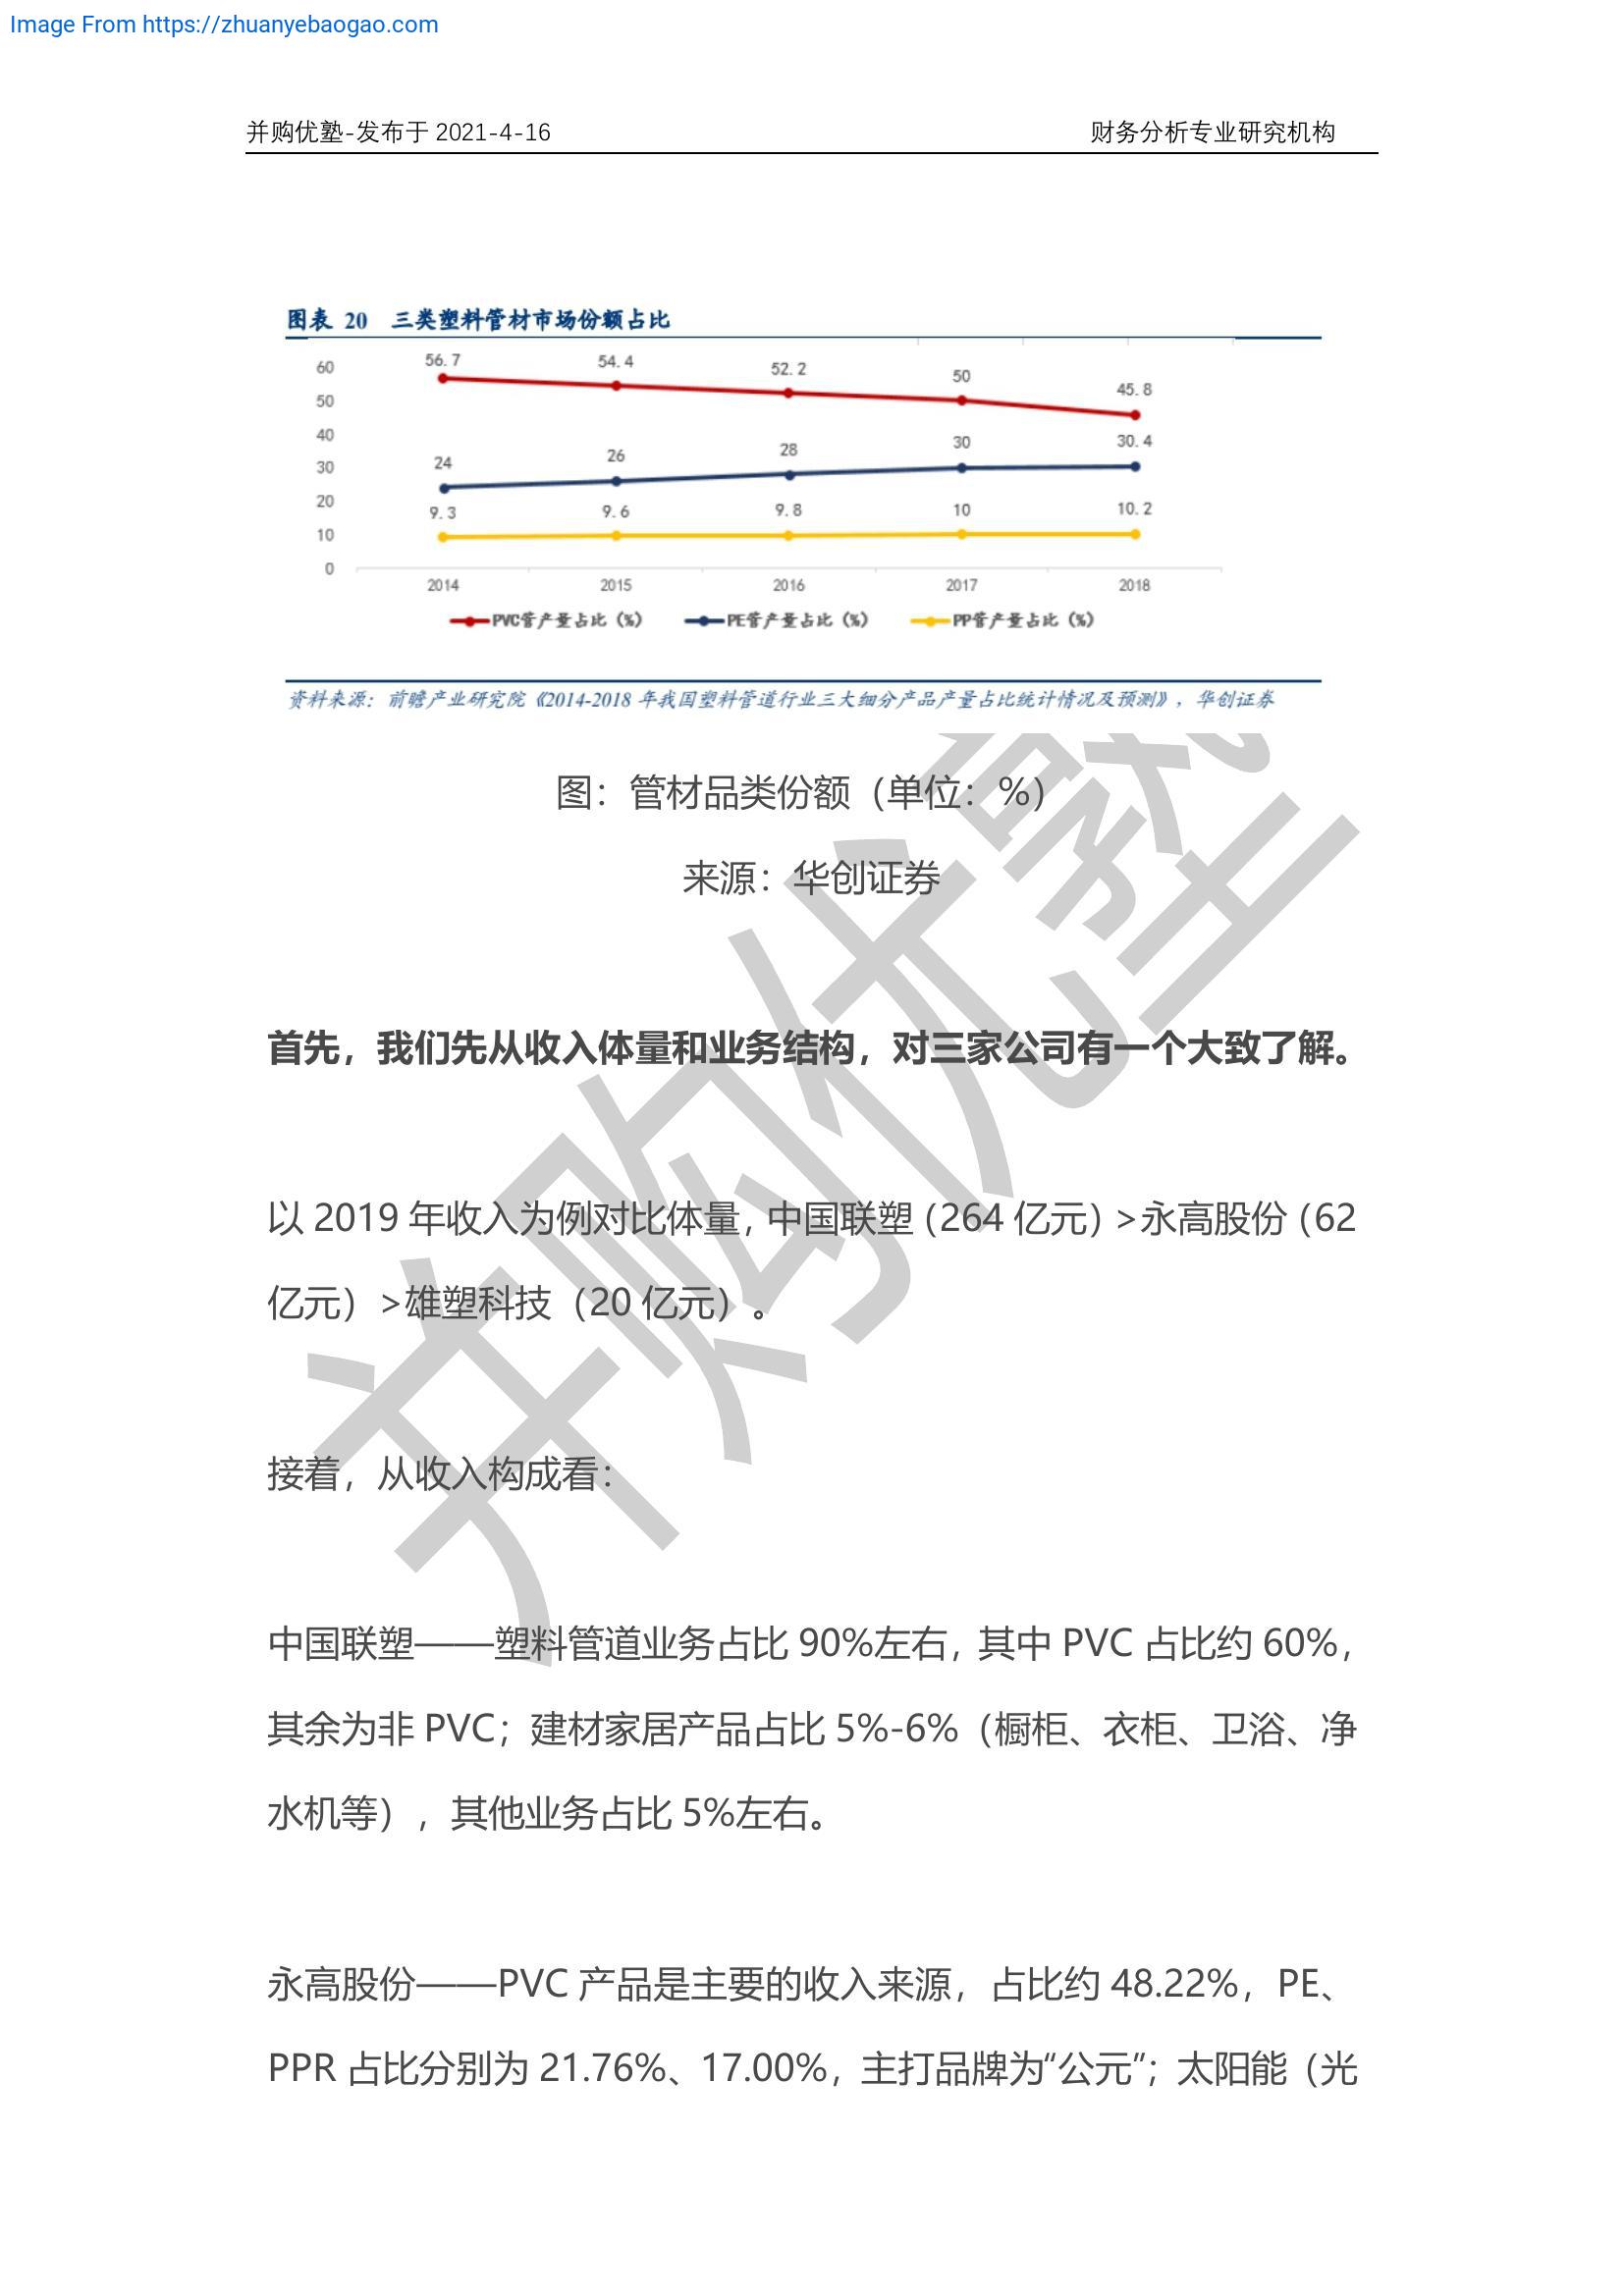 Image From https://zhuanyebaogao.com
并购优塾-发布于 2021-4-16 财务分析专业研究机构
图表 20 三类塑料管材市场份额占比
60
50
40
30
20
10
0
56.7 54.4 52.2 50 45.8
24 26 28 30 30.4
9.3 9.6 9.8 10 10.2
2014 2015 2016 2017 2018
PVC管产量占比（%） PE管产量占比（%） PP管产量占比（%）
资料来源：前瞻产业研究院《2014-2018 年我国塑料管道行业三大细分产品产量占比统计情况及预测》，华创证券
图：管材品类份额（单位：%）
来源：华创证券
首先，我们先从收入体量和业务结构，对三家公司有一个大致了解。
以 2019 年收入为例对比体量，中国联塑（264 亿元）>永高股份（62
亿元）>雄塑科技（20 亿元）。
接着，从收入构成看：
中国联塑——塑料管道业务占比 90%左右，其中 PVC 占比约 60%，
其余为非 PVC；建材家居产品占比 5%-6%（橱柜、衣柜、卫浴、净
水机等），其他业务占比 5%左右。
永高股份——PVC 产品是主要的收入来源，占比约 48.22%，PE、
PPR 占比分别为 21.76%、17.00%，主打品牌为“公元”；太阳能（光
并购优塾